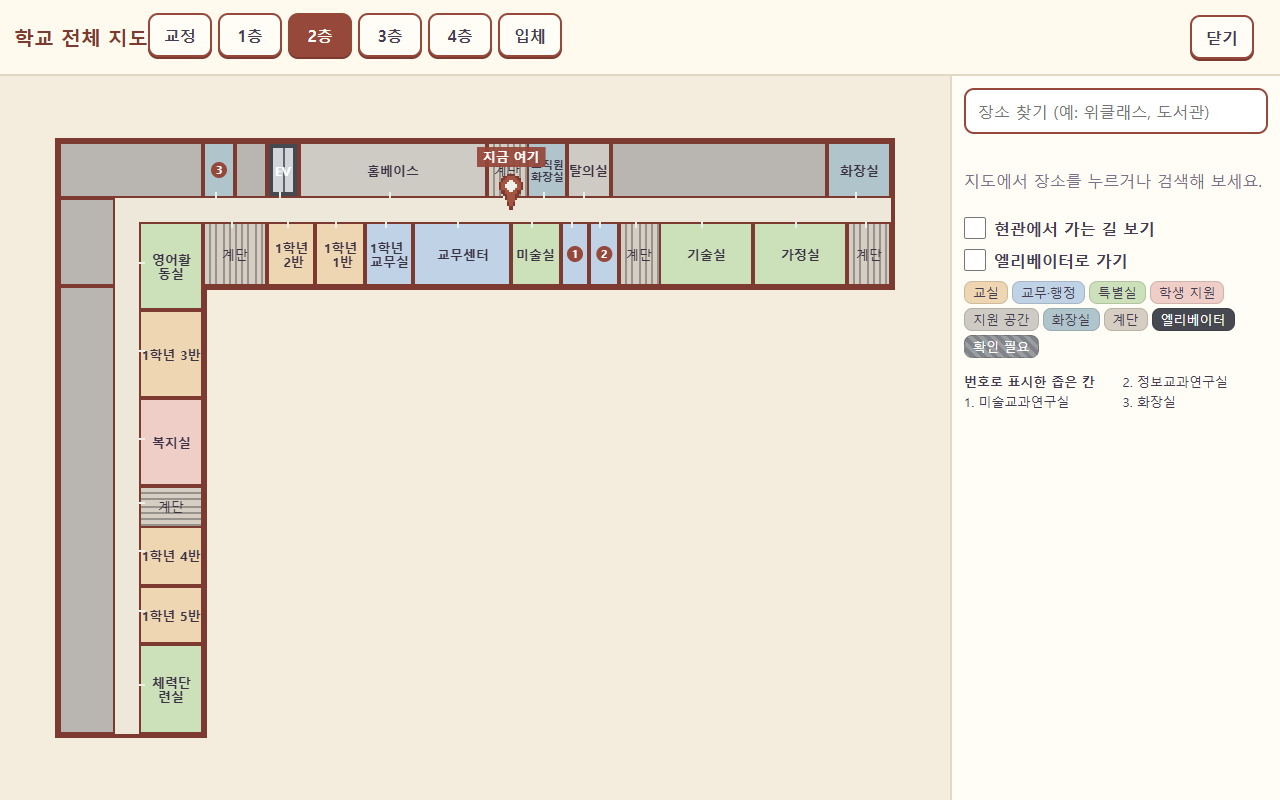 학교 전체 지도
교정
1층
2층
3층
4층
입체
닫기
장소 찾기 (예: 위클래스, 도서관)
지도에서 장소를 누르거나 검색해 보세요.
현관에서 가는 길 보기
엘리베이터로 가기
교실
교무·행정
특별실
학생 지원
지원 공간
화장실
계단
엘리베이터
확인 필요
번호로 표시한 좁은 칸
1. 미술교과연구실
2. 정보교과연구실
3. 화장실
지금 여기
3
EV
홈베이스
화장실
탈의실
화장실
영어활
동실
계단
1학년
2반
1학년
1반
1학년
교무실
교무센터
미술실
1
2
계단
기술실
가정실
계단
1학년 3반
복지실
계단
1학년 4반
1학년 5반
체력단
련실